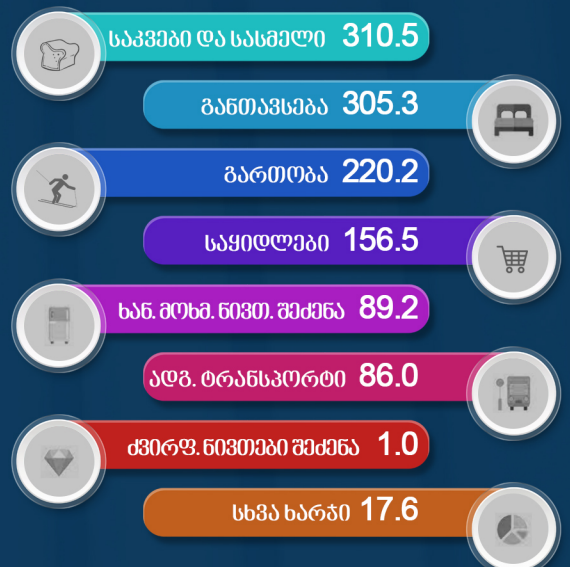 საკვები და სასმელი 310.5
განთავსება 305.3
გართობა 220.2
საყიდლები 156.5
ხან. მოხმ. ნივთ. შეძენა 89.2
ადგ. ტრანსპორტი 86.0
ძვირფ. ნივთები შეძენა 1.0
სხვა ხარჯი 17.6